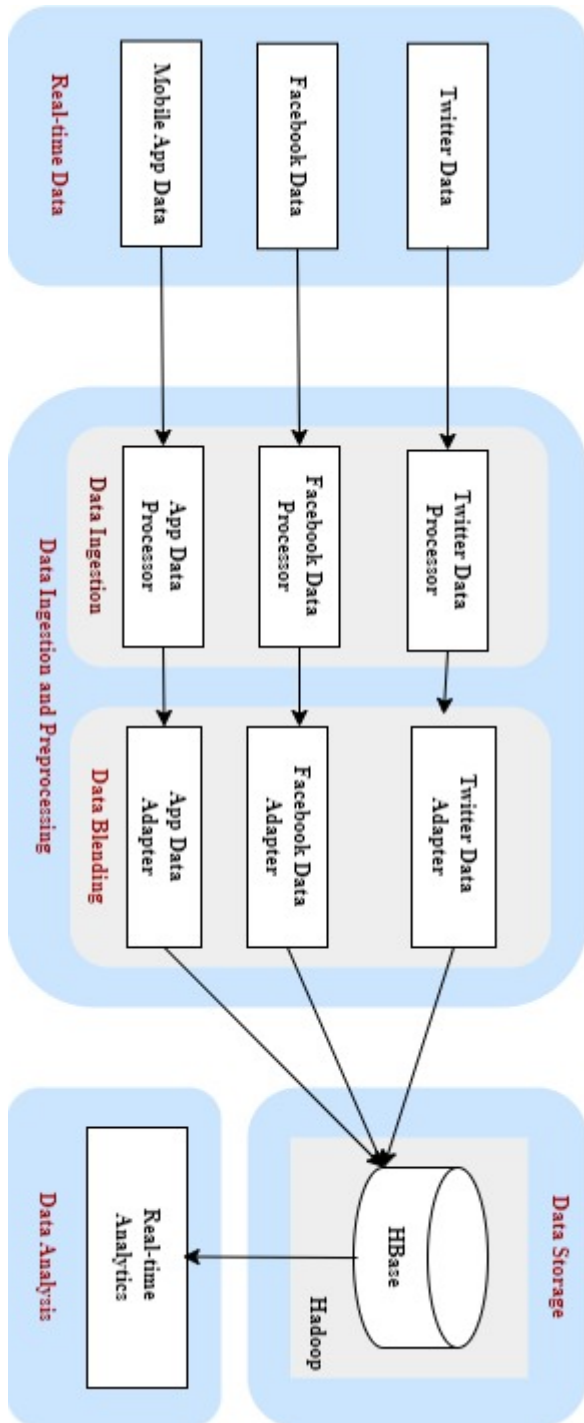 Real-time Data
Twitter Data
Facebook Data
Mobile App Data
Data Ingestion and Preprocessing
Data Ingestion
Twitter Data
Processor
Facebook Data
Processor
App Data
Processor
Data Blending
Twitter Data
Adapter
Facebook Data
Adapter
App Data
Adapter
Data Storage
HBase
Hadoop
Real-time
Analytics
Data Analysis